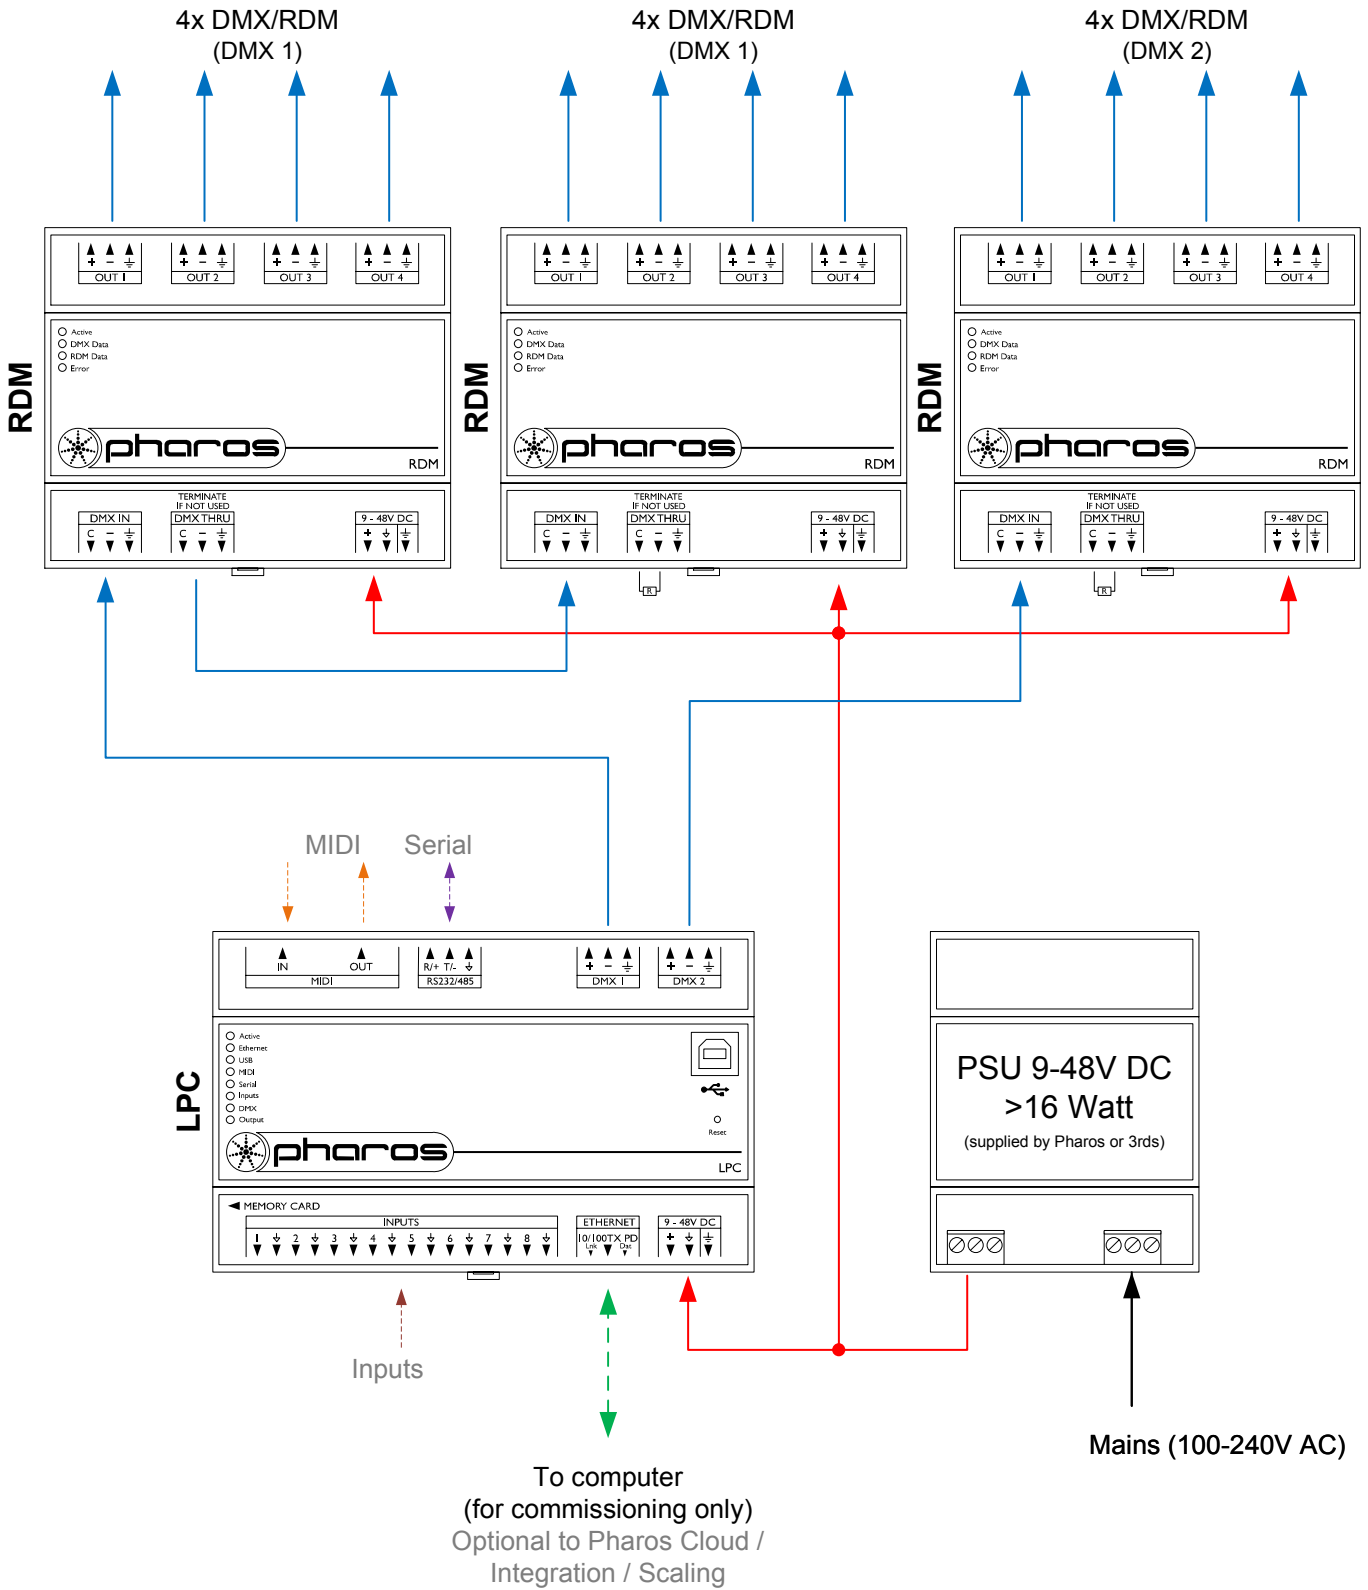 4x DMX/RDM
(DMX 1)
4x DMX/RDM
(DMX 1)
4x DMX/RDM
(DMX 2)
RDM
+ −
OUT 1
+ −
OUT 2
+ −
OUT 3
+ −
OUT 4
Active
DMX Data
RDM Data
Error
pharos
RDM
DMX IN
C −
TERMINATE
IF NOT USED
DMX THRU
C −
9 - 48V DC
+
RDM
+ −
OUT 1
+ −
OUT 2
+ −
OUT 3
+ −
OUT 4
Active
DMX Data
RDM Data
Error
pharos
RDM
DMX IN
C −
TERMINATE
IF NOT USED
DMX THRU
C −
R
9 - 48V DC
+
RDM
+ −
OUT 1
+ −
OUT 2
+ −
OUT 3
+ −
OUT 4
Active
DMX Data
RDM Data
Error
pharos
RDM
DMX IN
C −
TERMINATE
IF NOT USED
DMX THRU
C −
R
9 - 48V DC
+
MIDI
Serial
LPC
IN OUT
MIDI
R/+ T/-
RS232/485
+ −
DMX 1
+ −
DMX 2
Active
Ethernet
USB
MIDI
Serial
Inputs
DMX
Output
Reset
pharos
LPC
MEMORY CARD
INPUTS
1 2 3 4 5 6 7 8
ETHERNET
10/100TX PD
Lnk Dat
9 - 48V DC
+
Inputs
PSU 9-48V DC
>16 Watt
(supplied by Pharos or 3rds)
Mains (100-240V AC)
To computer
(for commissioning only)
Optional to Pharos Cloud /
Integration / Scaling